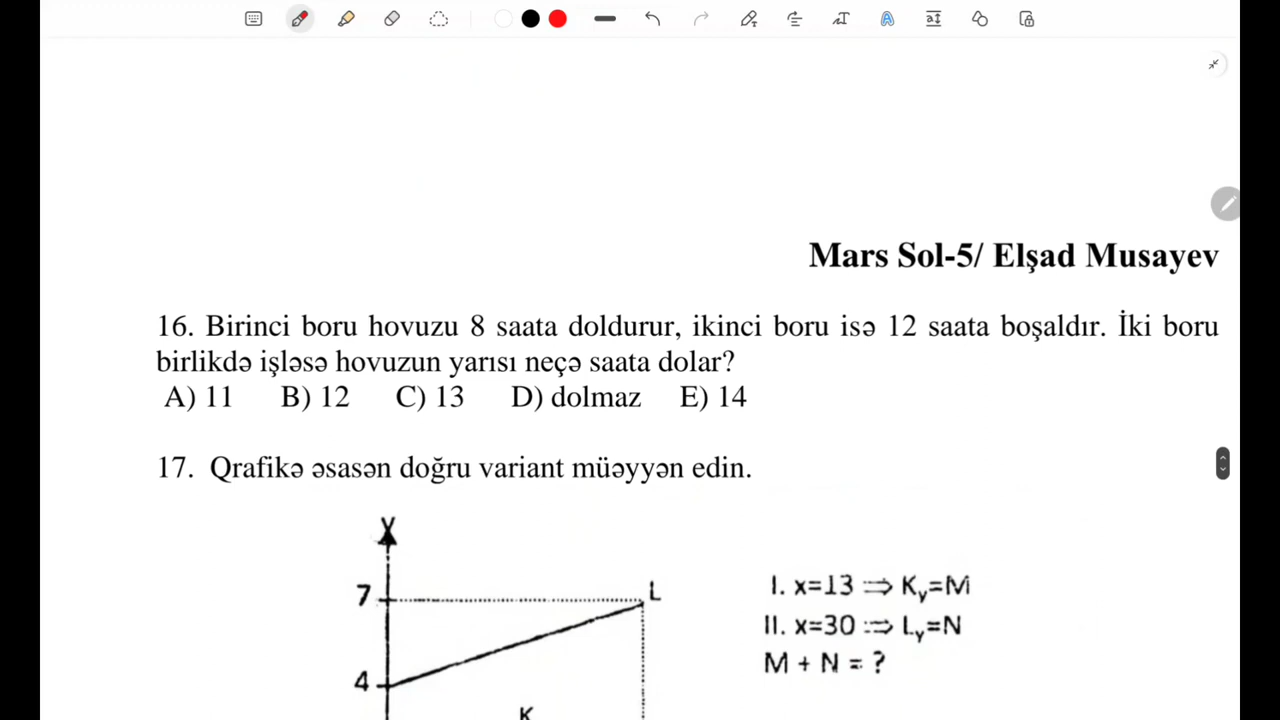 Mars Sol-5/ Elşad Musayev
16. Birinci boru hovuzu 8 saata doldurur, ikinci boru isə 12 saata boşaldır. İki boru
birlikdə işləsə hovuzun yarısı neçə saata dolar?
A) 11 B) 12 C) 13 D) dolmaz E) 14
17. Qrafikə əsasən doğru variant müəyyən edin.
y
7
L
4
K
I. x=13 ⇒ Kᵧ=M
II. x=30 ⇒ Lᵧ=N
M + N = ?